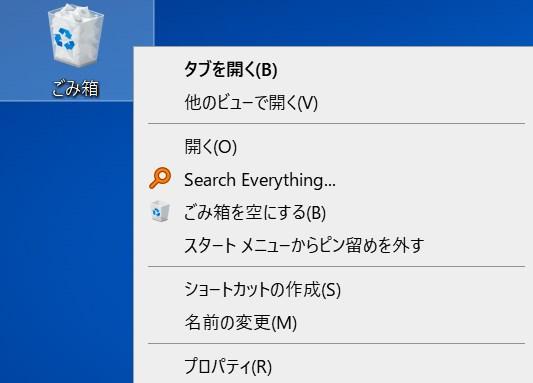 ごみ箱
タブを開く(B)
他のビューで開く(V)
開く(O)
Search Everything...
ごみ箱を空にする(B)
スタート メニューからピン留めを外す
ショートカットの作成(S)
名前の変更(M)
プロパティ(R)